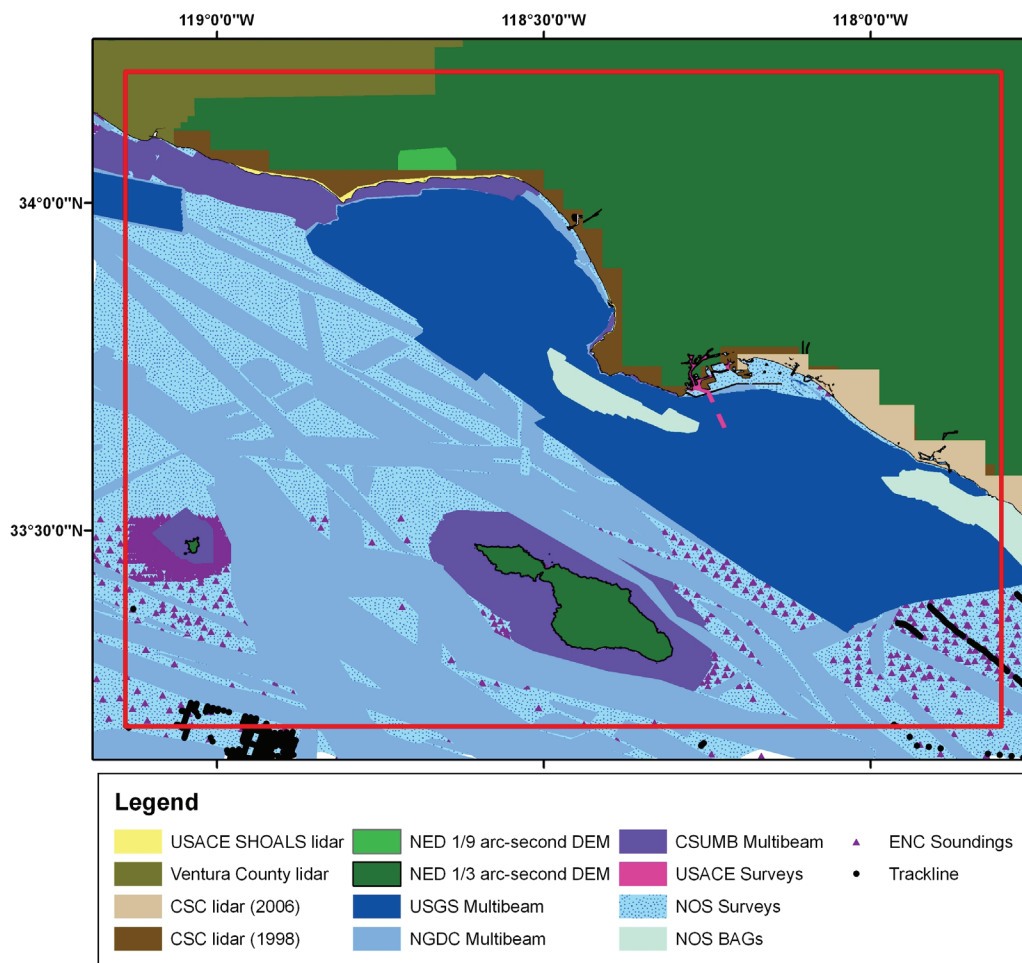 119°0'0"W 118°30'0"W 118°0'0"W
34°0'0"N
33°30'0"N
Legend
USACE SHOALS lidar
Ventura County lidar
CSC lidar (2006)
CSC lidar (1998)
NED 1/9 arc-second DEM
NED 1/3 arc-second DEM
USGS Multibeam
NGDC Multibeam
CSUMB Multibeam
USACE Surveys
NOS Surveys
NOS BAGs
ENC Soundings
Trackline